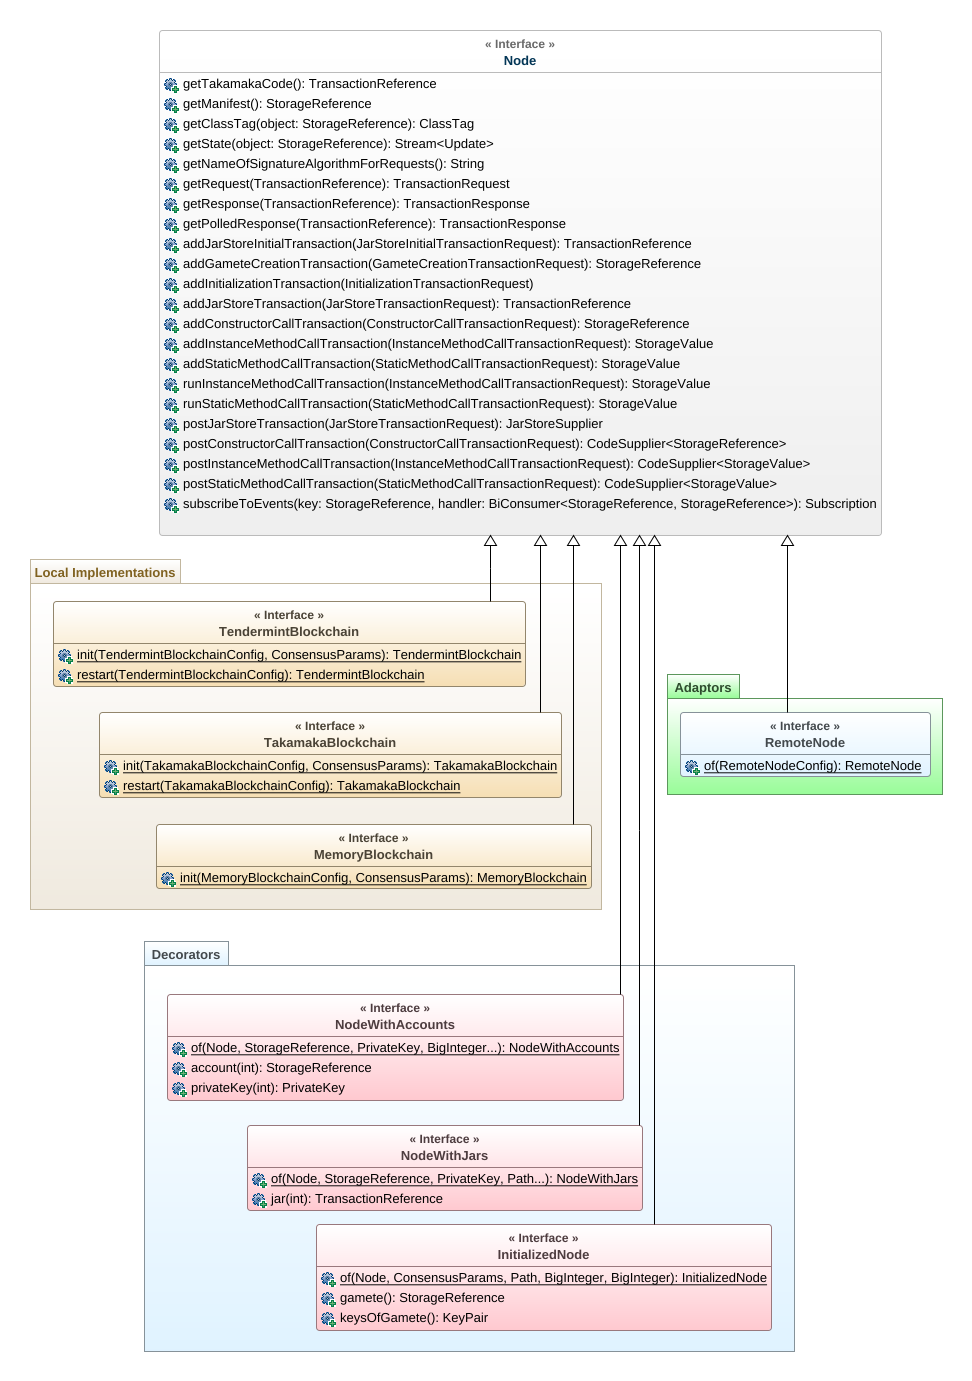 « Interface »
Node
getTakamakaCode(): TransactionReference
getManifest(): StorageReference
getClassTag(object: StorageReference): ClassTag
getState(object: StorageReference): Stream<Update>
getNameOfSignatureAlgorithmForRequests(): String
getRequest(TransactionReference): TransactionRequest
getResponse(TransactionReference): TransactionResponse
getPolledResponse(TransactionReference): TransactionResponse
addJarStoreInitialTransaction(JarStoreInitialTransactionRequest): TransactionReference
addGameteCreationTransaction(GameteCreationTransactionRequest): StorageReference
addInitializationTransaction(InitializationTransactionRequest)
addJarStoreTransaction(JarStoreTransactionRequest): TransactionReference
addConstructorCallTransaction(ConstructorCallTransactionRequest): StorageReference
addInstanceMethodCallTransaction(InstanceMethodCallTransactionRequest): StorageValue
addStaticMethodCallTransaction(StaticMethodCallTransactionRequest): StorageValue
runInstanceMethodCallTransaction(InstanceMethodCallTransactionRequest): StorageValue
runStaticMethodCallTransaction(StaticMethodCallTransactionRequest): StorageValue
postJarStoreTransaction(JarStoreTransactionRequest): JarStoreSupplier
postConstructorCallTransaction(ConstructorCallTransactionRequest): CodeSupplier<StorageReference>
postInstanceMethodCallTransaction(InstanceMethodCallTransactionRequest): CodeSupplier<StorageValue>
postStaticMethodCallTransaction(StaticMethodCallTransactionRequest): CodeSupplier<StorageValue>
subscribeToEvents(key: StorageReference, handler: BiConsumer<StorageReference, StorageReference>): Subscription
Local Implementations
« Interface »
TendermintBlockchain
init(TendermintBlockchainConfig, ConsensusParams): TendermintBlockchain
restart(TendermintBlockchainConfig): TendermintBlockchain
« Interface »
TakamakaBlockchain
init(TakamakaBlockchainConfig, ConsensusParams): TakamakaBlockchain
restart(TakamakaBlockchainConfig): TakamakaBlockchain
« Interface »
MemoryBlockchain
init(MemoryBlockchainConfig, ConsensusParams): MemoryBlockchain
Adaptors
« Interface »
RemoteNode
of(RemoteNodeConfig): RemoteNode
Decorators
« Interface »
NodeWithAccounts
of(Node, StorageReference, PrivateKey, BigInteger...): NodeWithAccounts
account(int): StorageReference
privateKey(int): PrivateKey
« Interface »
NodeWithJars
of(Node, StorageReference, PrivateKey, Path...): NodeWithJars
jar(int): TransactionReference
« Interface »
InitializedNode
of(Node, ConsensusParams, Path, BigInteger, BigInteger): InitializedNode
gamete(): StorageReference
keysOfGamete(): KeyPair